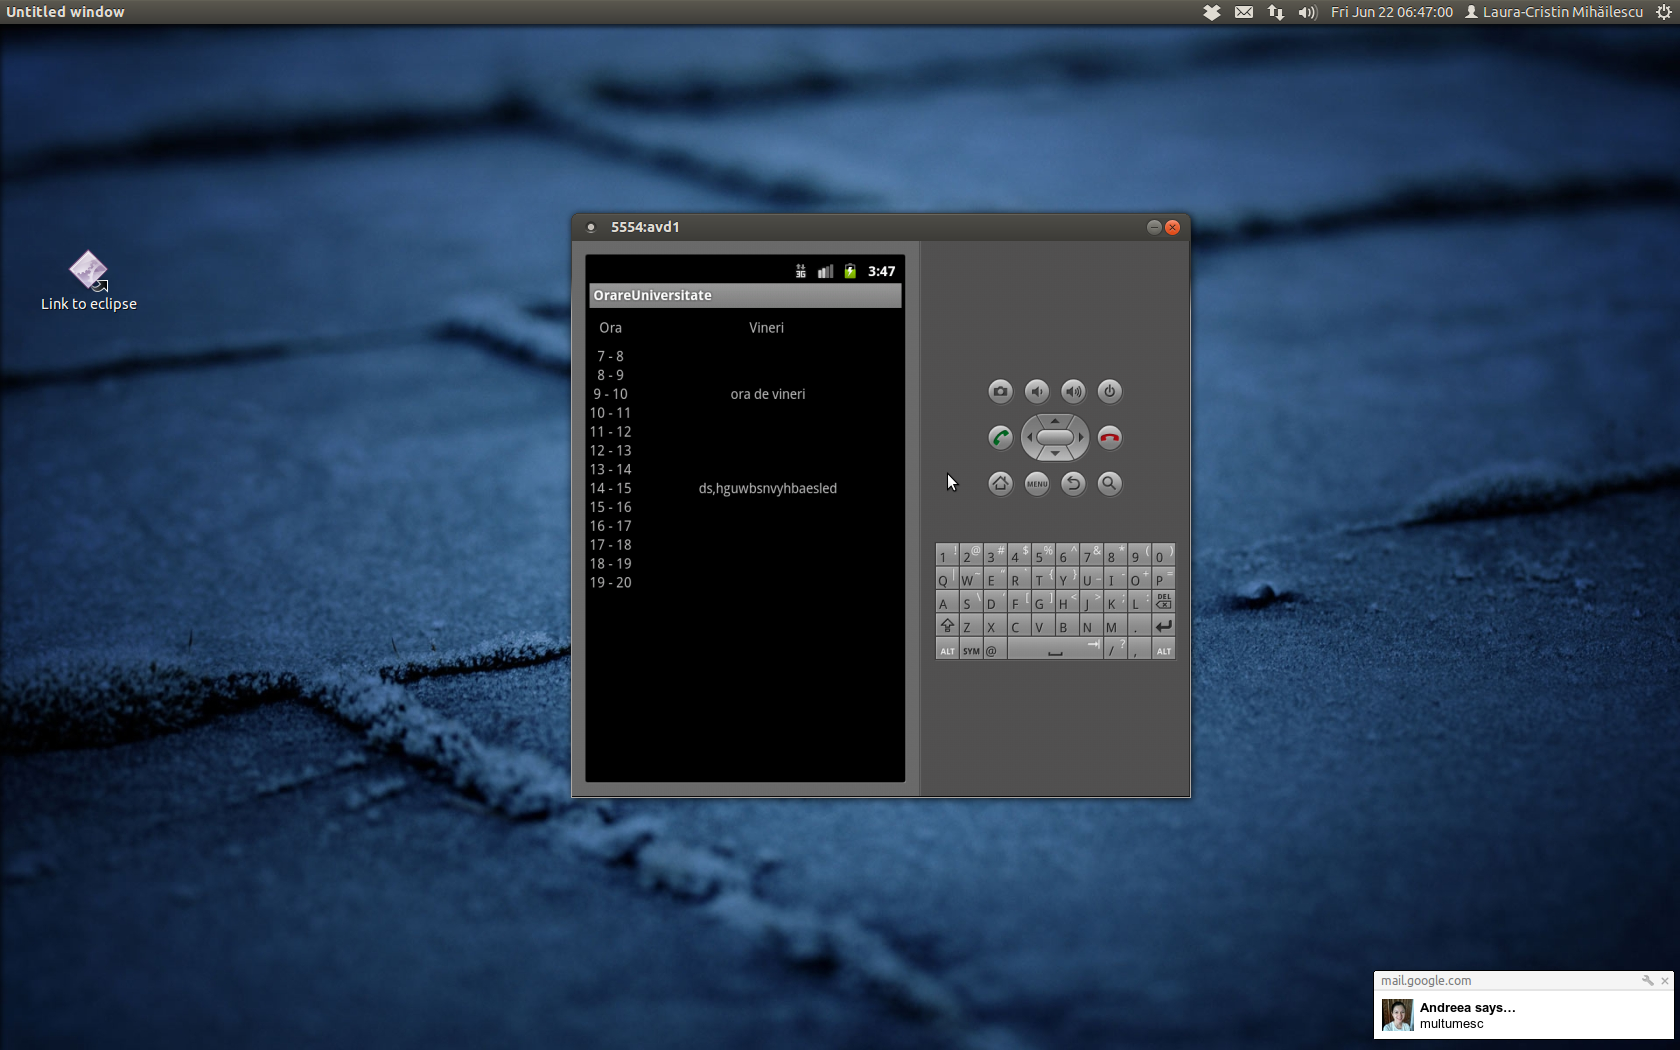 Untitled window
Fri Jun 22 06:47:00 Laura-Cristin Mihăilescu
Link to eclipse
5554:avd1
3G 3:47
OrareUniversitate
Ora Vineri
7 - 8
8 - 9
9 - 10 ora de vineri
10 - 11
11 - 12
12 - 13
13 - 14
14 - 15 ds,hguwbsnvyhbaesled
15 - 16
16 - 17
17 - 18
18 - 19
19 - 20
MENU
1 ! 2 @ 3 # 4 $ 5 % 6 ^ 7 & 8 * 9 ( 0 )
Q | W ~ E " R ` T { Y } U _ I - O + P =
A S \ D ' F [ G ] H < J > K ; L : DEL
Z X C V B N M .
ALT SYM @ / ? , ALT
mail.google.com
Andreea says...
multumesc